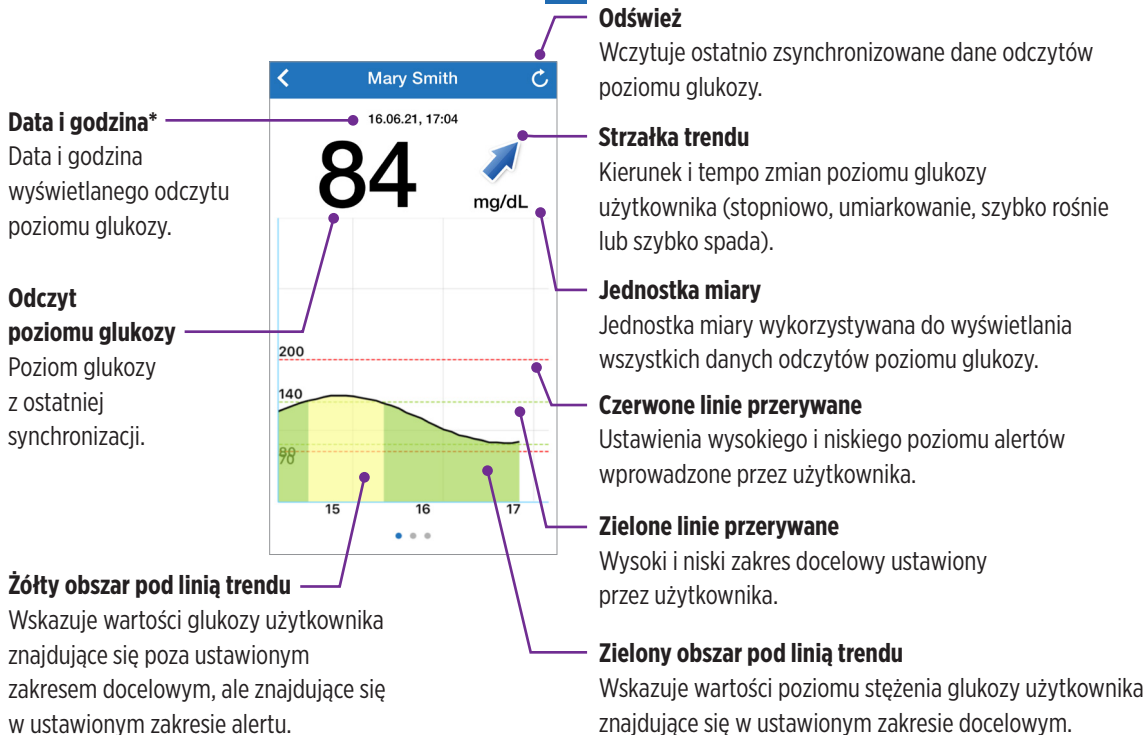 Odśwież
Wczytuje ostatnio zsynchronizowane dane odczytów
poziomu glukozy.
Mary Smith
Data i godzina*
Data i godzina
wyświetlanego odczytu
poziomu glukozy.
16.06.21, 17:04
84
mg/dL
Strzałka trendu
Kierunek i tempo zmian poziomu glukozy
użytkownika (stopniowo, umiarkowanie, szybko rośnie
lub szybko spada).
Odczyt
poziomu glukozy
Poziom glukozy
z ostatniej
synchronizacji.
Jednostka miary
Jednostka miary wykorzystywana do wyświetlania
wszystkich danych odczytów poziomu glukozy.
200
140
80
70
15 16 17
Czerwone linie przerywane
Ustawienia wysokiego i niskiego poziomu alertów
wprowadzone przez użytkownika.
Zielone linie przerywane
Wysoki i niski zakres docelowy ustawiony
przez użytkownika.
Żółty obszar pod linią trendu
Wskazuje wartości glukozy użytkownika
znajdujące się poza ustawionym
zakresem docelowym, ale znajdujące się
w ustawionym zakresie alertu.
Zielony obszar pod linią trendu
Wskazuje wartości poziomu stężenia glukozy użytkownika
znajdujące się w ustawionym zakresie docelowym.